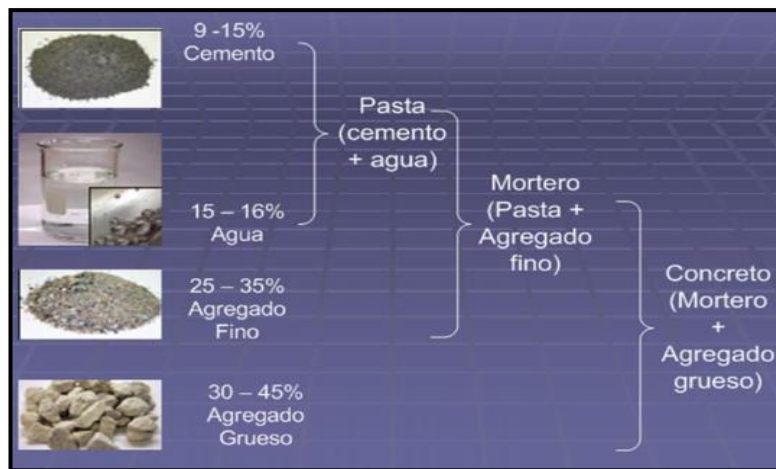 9 -15%
Cemento
Pasta
(cemento
+ agua)
15 – 16%
Agua
Mortero
(Pasta +
Agregado
fino)
25 – 35%
Agregado
Fino
Concreto
(Mortero
+
Agregado
grueso)
30 – 45%
Agregado
Grueso